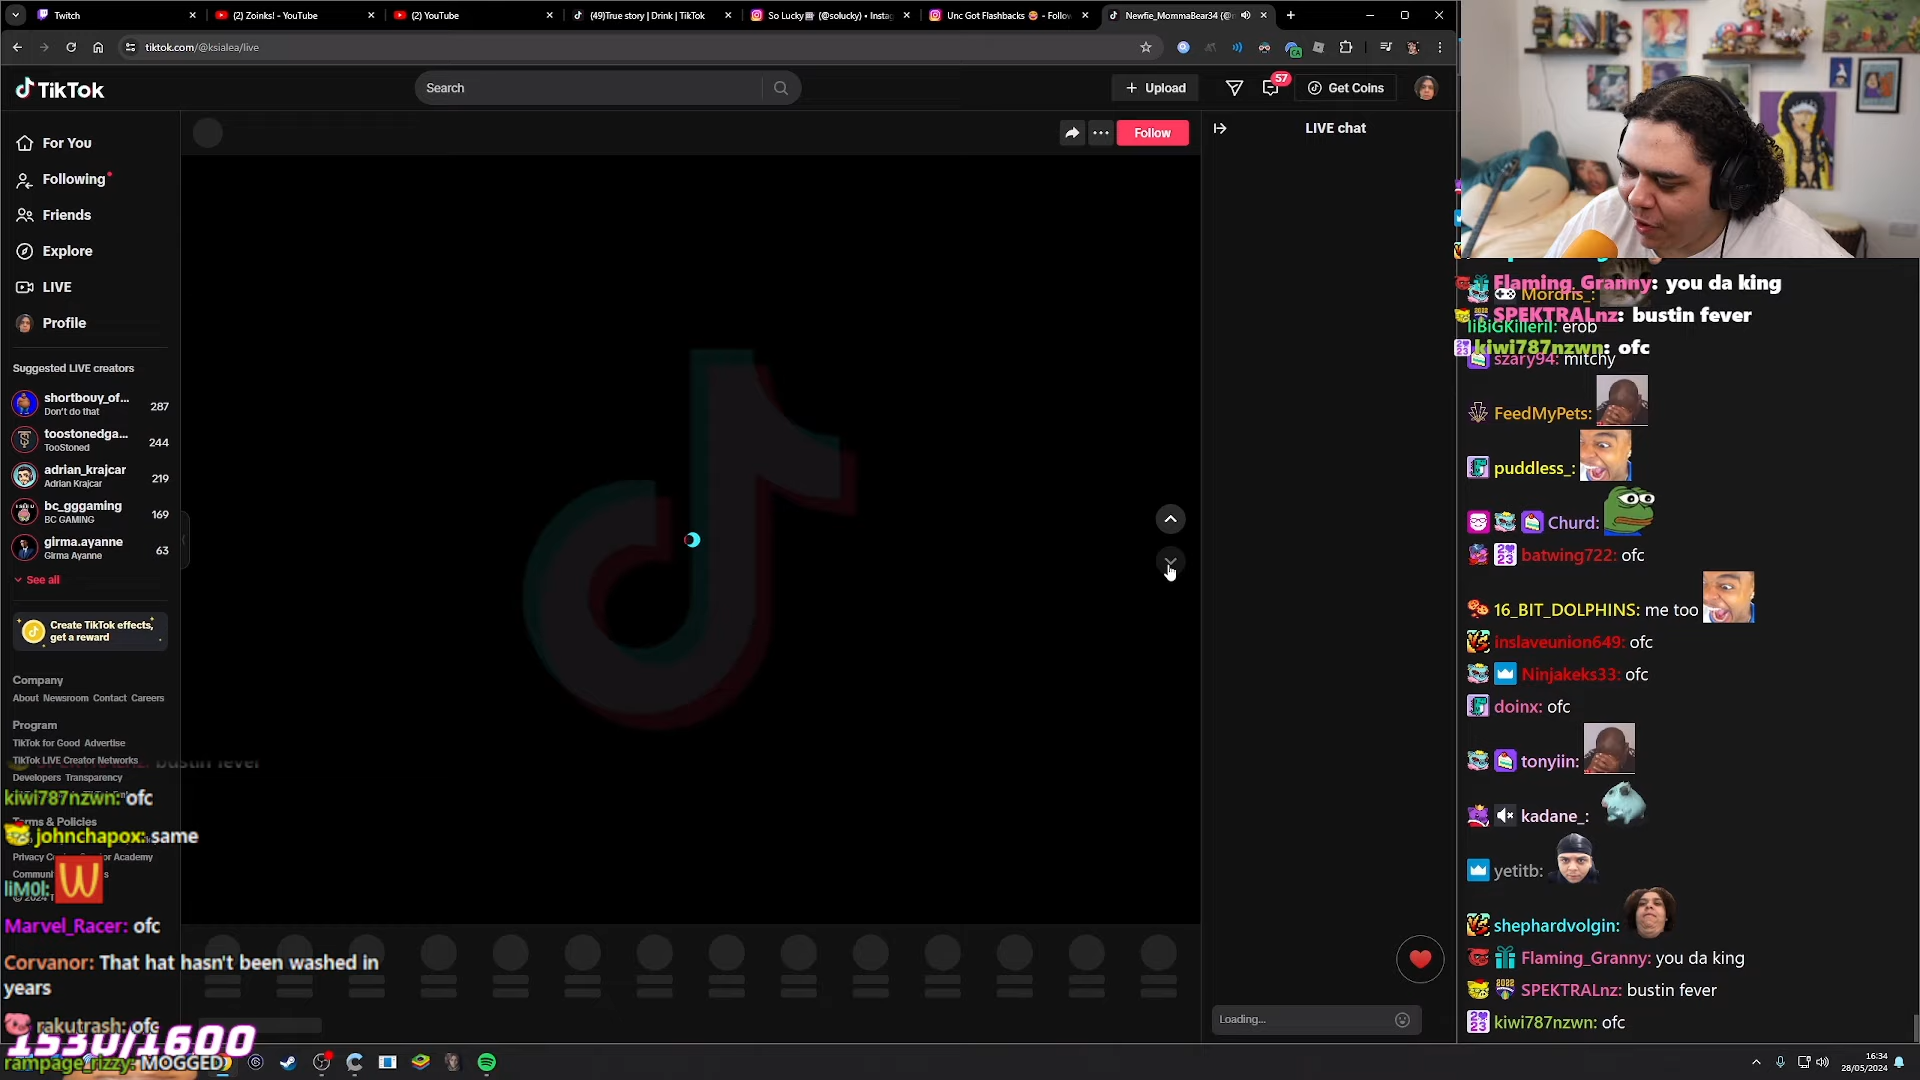 Twitch
(2) Zoinks! - YouTube
(2) YouTube
(49)True story | Drink | TikTok
So Lucky (@solucky) • Insta
Unc Got Flashbacks - Follow
Newfie_MommaBear34 (@
tiktok.com/@ksialea/live
TikTok
Search
Upload
57
Get Coins
For You
Following
Friends
Explore
LIVE
Profile
Follow
LIVE chat
Suggested LIVE creators
shortbouy_of...
Don't do that
287
toostonedga...
TooStoned
244
adrian_krajcar
Adrian Krajcar
219
bc_gggaming
BC GAMING
169
girma.ayanne
Girma Ayanne
63
See all
Create TikTok effects,
get a reward
Company
About Newsroom Contact Careers
Program
TikTok for Good Advertise
TikTok LIVE Creator Networks
Developers Transparency
bustin fever
kiwi787nzwn: ofc
Terms & Policies
johnchapox: same
liM0l:
Marvel_Racer: ofc
Corvanor: That hat hasn't been washed in
years
rakutrash: ofc
1530/1600
rampage_rizzy: MOGGED
Loading...
Flaming_Granny: you da king
Mordris_:
SPEKTRALnz: bustin fever
erob
kiwi787nzwn: ofc
szary94: mitchy
FeedMyPets:
puddless_:
Churd:
batwing722: ofc
16_BIT_DOLPHINS: me too
inslaveunion649: ofc
Ninjakeks33: ofc
doinx: ofc
tonyiin:
kadane_:
yetitb:
shephardvolgin:
Flaming_Granny: you da king
SPEKTRALnz: bustin fever
kiwi787nzwn: ofc
16:34
28/05/2024